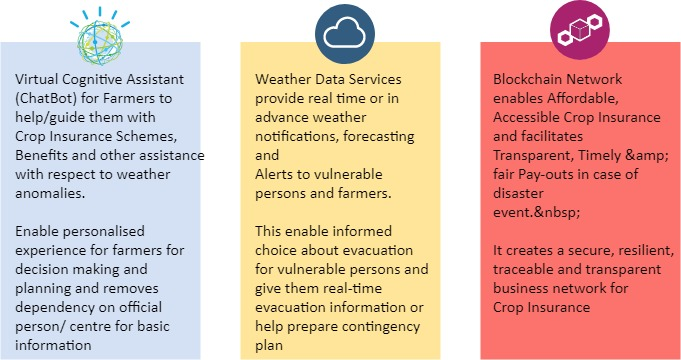 Virtual Cognitive Assistant
(ChatBot) for Farmers to
help/guide them with
Crop Insurance Schemes,
Benefits and other assistance
with respect to weather
anomalies.
Enable personalised
experience for farmers for
decision making and
planning and removes
dependency on official
person/ centre for basic
information
Weather Data Services
provide real time or in
advance weather
notifications, forecasting
and
Alerts to vulnerable
persons and farmers.
This enable informed
choice about evacuation
for vulnerable persons and
give them real-time
evacuation information or
help prepare contingency
plan
Blockchain Network
enables Affordable,
Accessible Crop Insurance
and facilitates
Transparent, Timely &amp;
fair Pay-outs in case of
disaster
event.&nbsp;
It creates a secure, resilient,
traceable and transparent
business network for
Crop Insurance